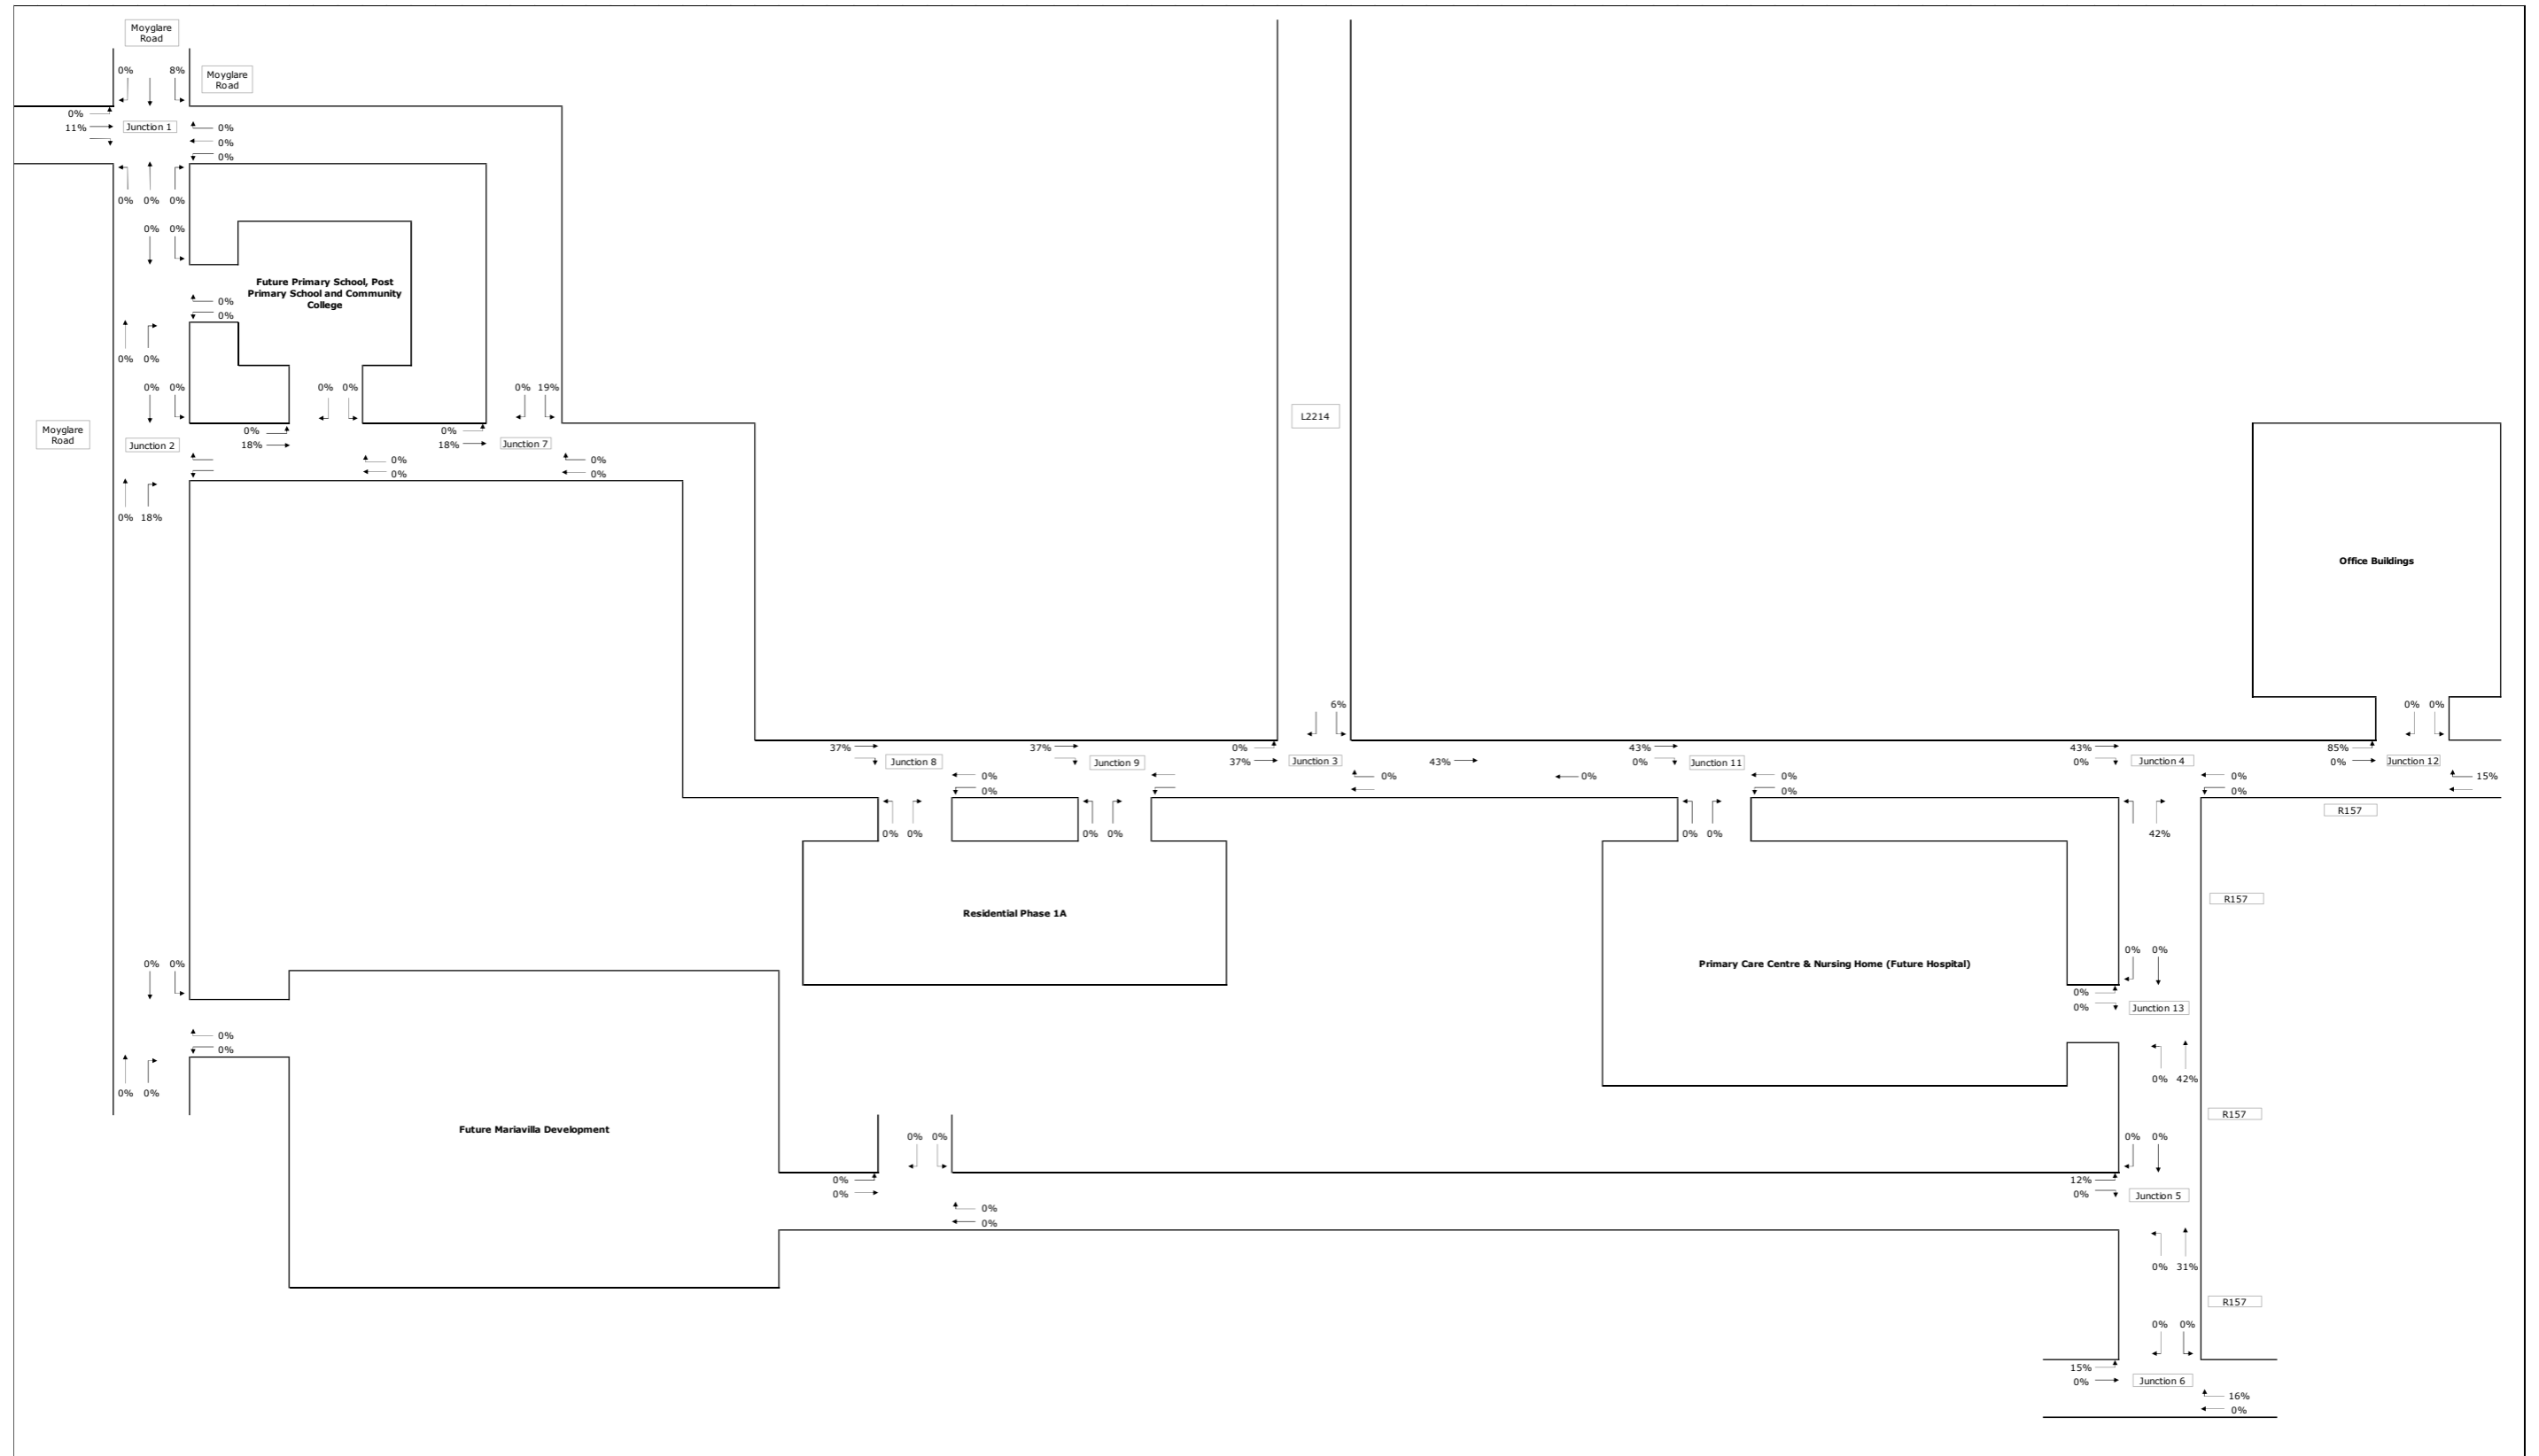 Moyglare
Road
0% 8%
Moyglare
Road
0%
11%
Junction 1
0%
0%
0%
0% 0% 0%
0% 0%
Future Primary School, Post
Primary School and Community
College
0%
0%
0% 0%
0% 0%
0% 0%
0% 19%
Moyglare
Road
Junction 2
0%
18%
0%
18%
Junction 7
0%
0%
0%
0%
0% 18%
L2214
Office Buildings
6%
0% 0%
37%
Junction 8
37%
Junction 9
0%
37%
Junction 3
43%
43%
0%
Junction 11
43%
0%
Junction 4
85%
0%
Junction 12
0%
0%
0%
0%
0%
0%
0%
0%
15%
R157
0% 0%
0% 0%
0% 0%
42%
R157
Residential Phase 1A
Primary Care Centre & Nursing Home (Future Hospital)
0% 0%
0% 0%
0%
0%
Junction 13
0%
0%
0% 0%
0% 42%
R157
Future Mariavilla Development
0% 0%
0% 0%
0%
0%
12%
0%
Junction 5
0%
0%
0% 31%
R157
0% 0%
15%
0%
Junction 6
16%
0%